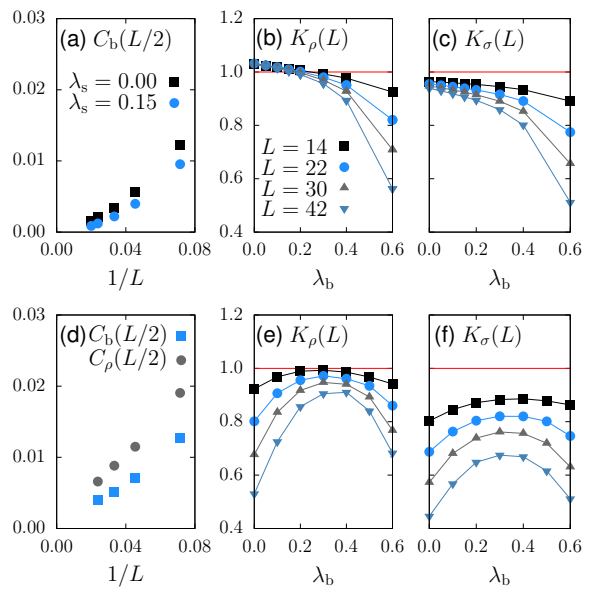 (a) C_b(L/2)
λ_s = 0.00
λ_s = 0.15
0.03
0.02
0.01
0.00
0.00 0.04 0.08
1/L
(b) K_ρ(L)
1.2
1.0
0.8
0.6
0.4
L = 14
L = 22
L = 30
L = 42
0.0 0.2 0.4 0.6
λ_b
(c) K_σ(L)
0.0 0.2 0.4 0.6
λ_b
(d) C_b(L/2)
C_ρ(L/2)
0.03
0.02
0.01
0.00
0.00 0.04 0.08
1/L
(e) K_ρ(L)
1.2
1.0
0.8
0.6
0.4
0.0 0.2 0.4 0.6
λ_b
(f) K_σ(L)
0.0 0.2 0.4 0.6
λ_b